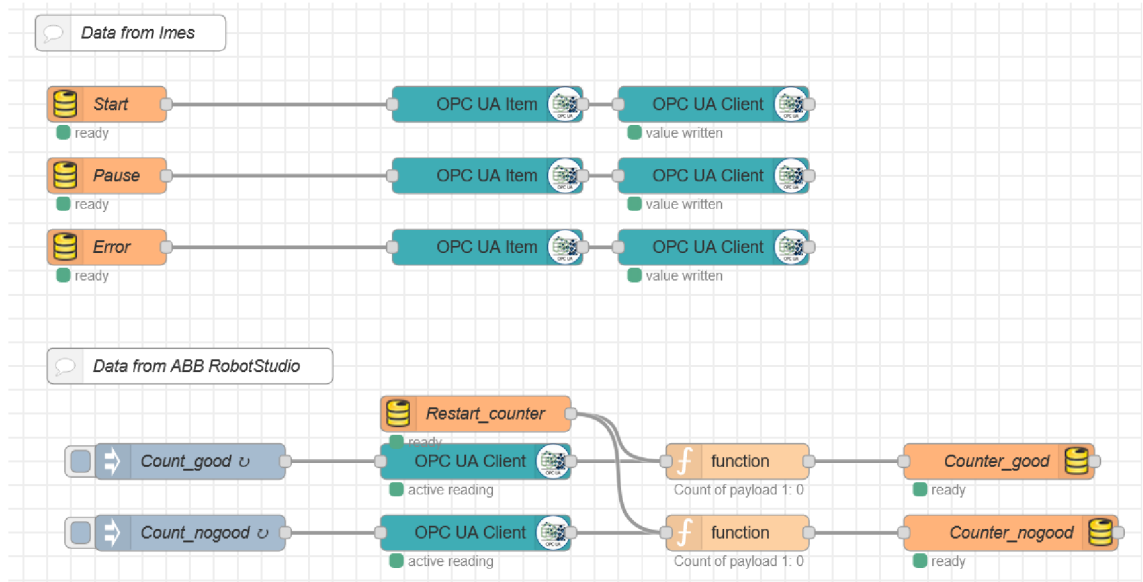 Data from Imes
Start OPC UA Item OPC UA Client
ready value written
Pause OPC UA Item OPC UA Client
ready value written
Error OPC UA Item OPC UA Client
ready value written
Data from ABB RobotStudio
Restart_counter
ready
Count_good ↻ OPC UA Client function Counter_good
active reading Count of payload 1: 0 ready
Count_nogood ↻ OPC UA Client function Counter_nogood
active reading Count of payload 1: 0 ready